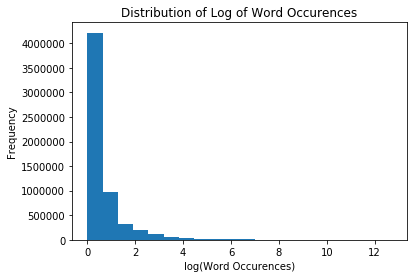 Distribution of Log of Word Occurences
4000000
3500000
3000000
2500000
2000000
1500000
1000000
500000
0
Frequency
0 2 4 6 8 10 12
log(Word Occurences)